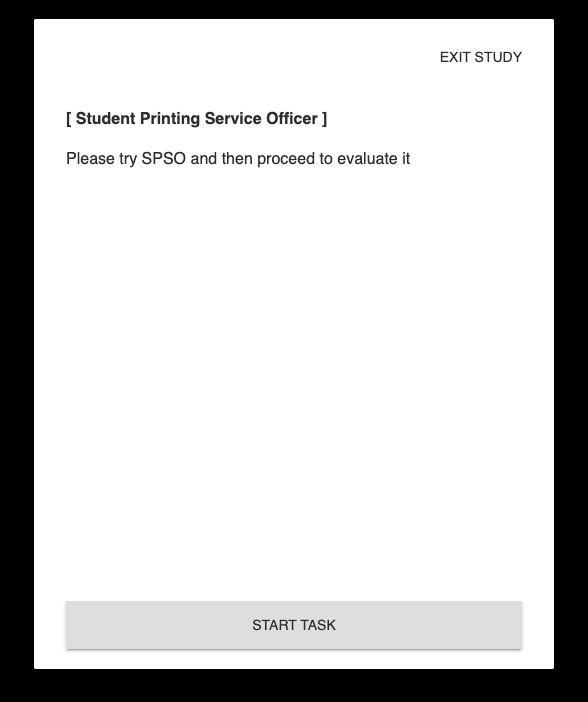 EXIT STUDY
[ Student Printing Service Officer ]
Please try SPSO and then proceed to evaluate it
START TASK